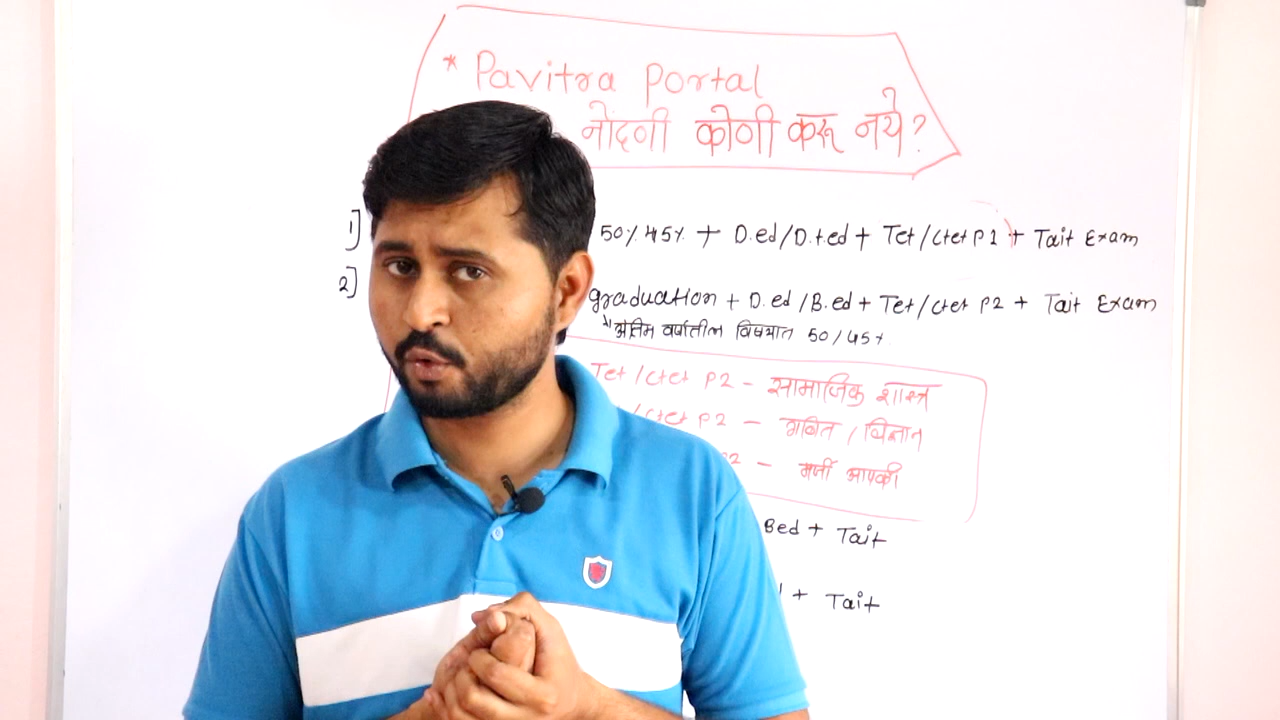 * Pavitra Portal
नोंदणी कोणी करू नये?
1] 50% 45% + D.ed/D.t.ed + Tet/Ctet P1 + Tait Exam
2] graduation + D.ed/B.ed + Tet/Ctet P2 + Tait Exam
अंतिम वर्षातील विषयात 50/45%
Tet/Ctet P2 - सामाजिक शास्त्र
/Ctet P2 - गणित / विज्ञान
P2 - मर्जी आपकी
Bed + Tait
+ Tait